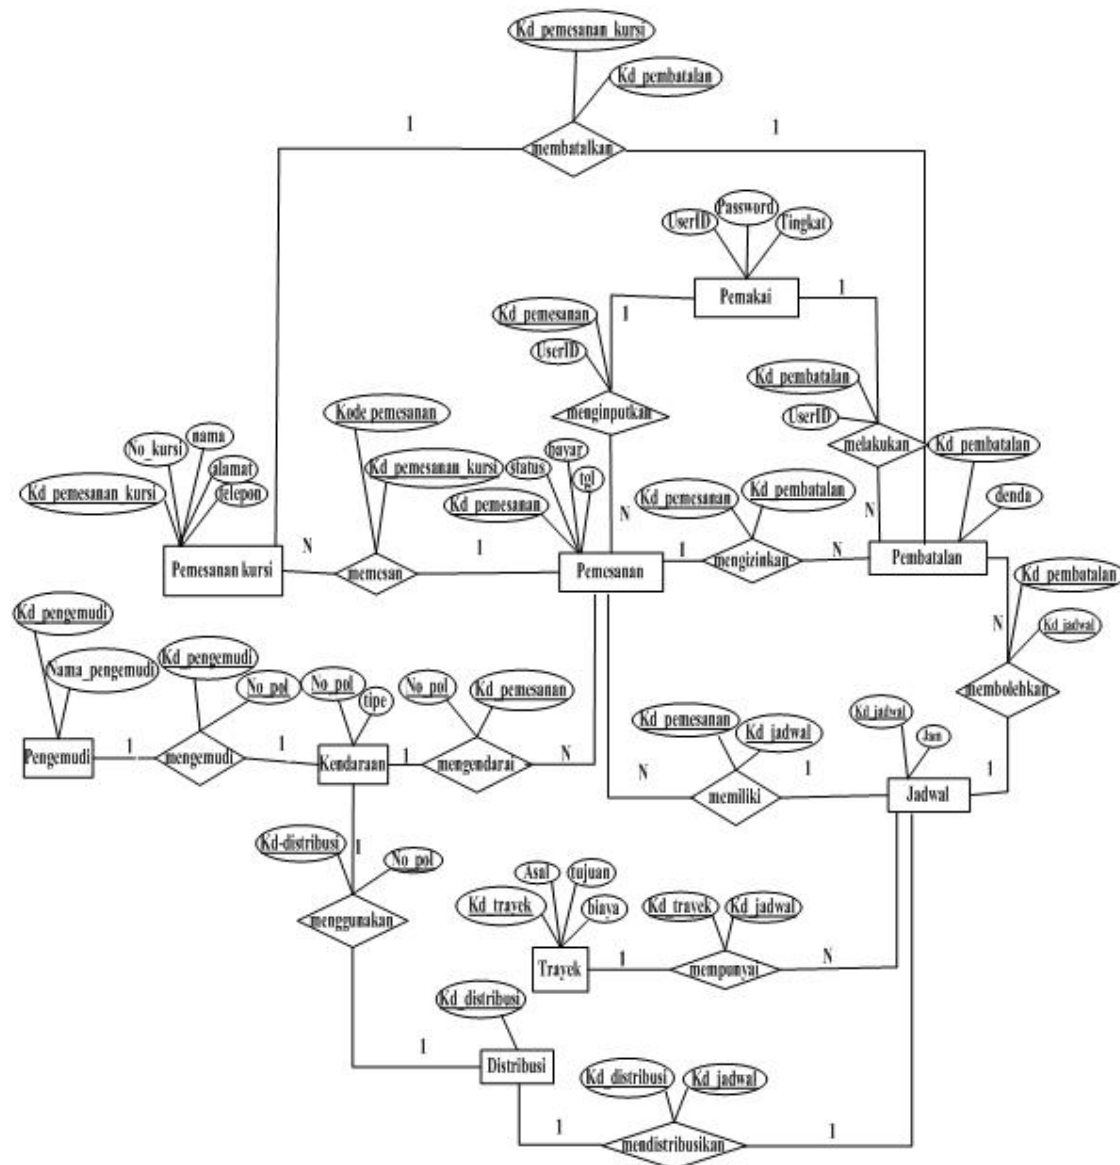 Kd_pemesanan_kursi
Kd_pembatalan
1
1
membatalkan
Password
UserID
Tingkat
Pemakai
1
1
Kd_pemesanan
UserID
menginputkan
Kd_pembatalan
UserID
melakukan
Kode pemesanan
No_kursi
nama
alamat
telepon
Kd_pemesanan_kursi
Kd_pemesanan_kursi
bayar
status
tgl
Kd_pemesanan
Kd_pembatalan
denda
Kd_pemesanan
Kd_pembatalan
N
N
Pemesanan kursi
N
memesan
1
Pemesanan
1
mengizinkan
N
Pembatalan
Kd_pembatalan
Kd_jadwal
N
membolehkan
Kd_pengemudi
Nama_pengemudi
Kd_pengemudi
No_pol
No_pol
tipe
No_pol
Kd_pemesanan
Pengemudi
1
mengemudi
1
Kendaraan
1
mengendarai
N
Kd_pemesanan
Kd_jadwal
Kd_jadwal
Jam
N
memiliki
1
Jadwal
1
Kd-distribusi
1
No_pol
menggunakan
Asal
tujuan
Kd_trayek
biaya
Kd_trayek
Kd_jadwal
Trayek
1
mempunyai
N
Kd_distribusi
1
Distribusi
Kd_distribusi
Kd_jadwal
1
mendistribusikan
1